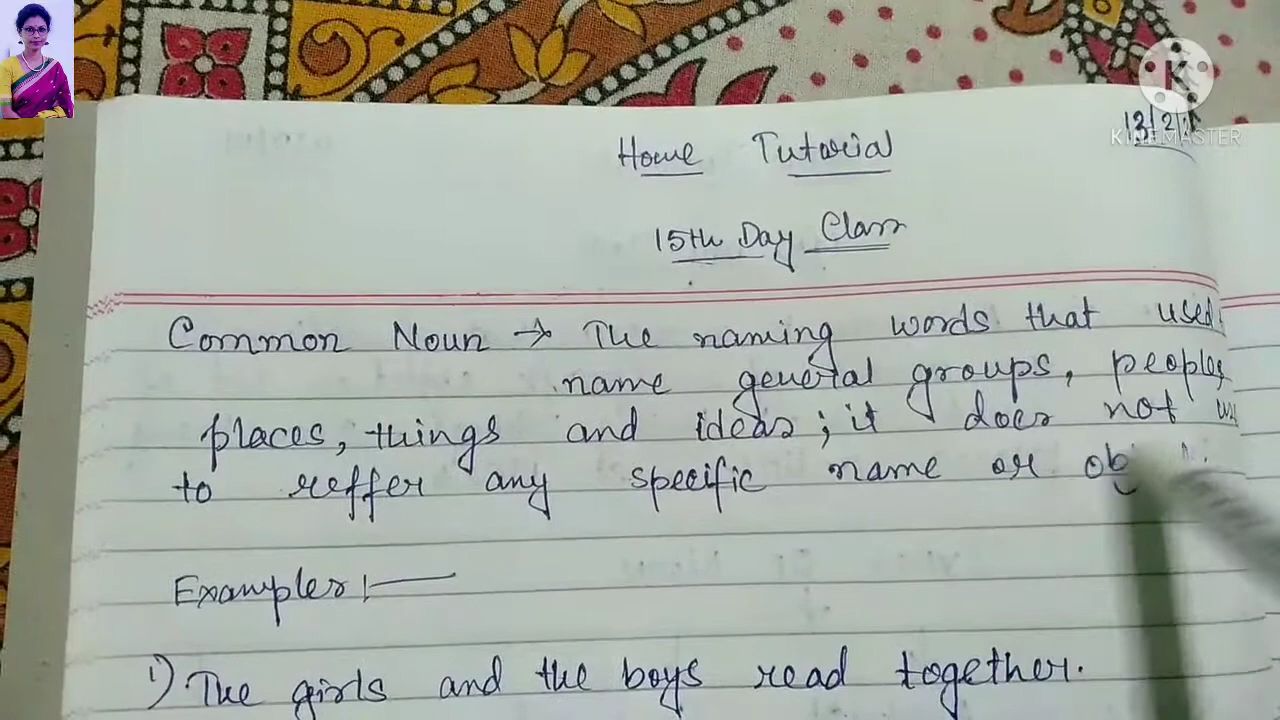 KINEMASTER
Home Tutorial
15th Day Class
Common Noun → The naming words that used
name general groups, peoples
places, things and ideas; it does not
to reffer any specific name or
Examples:—
i) The girls and the boys read together.